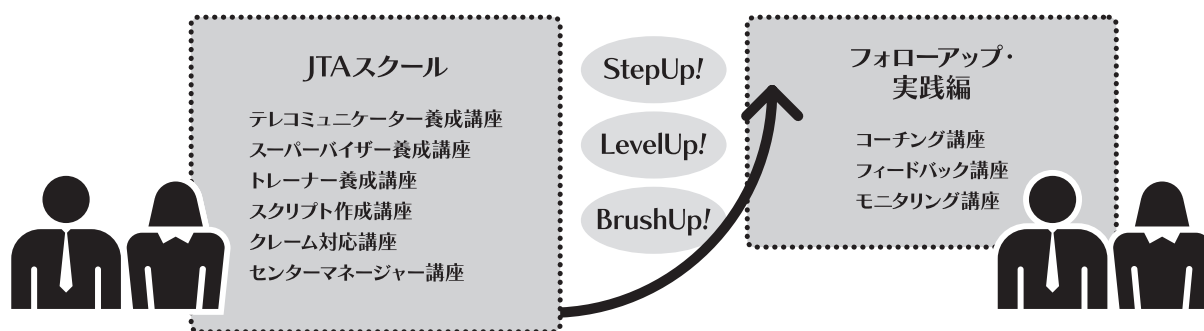 JTAスクール
テレコミュニケーター養成講座
スーパーバイザー養成講座
トレーナー養成講座
スクリプト作成講座
クレーム対応講座
センターマネージャー講座
StepUp!
LevelUp!
BrushUp!
フォローアップ・
実践編
コーチング講座
フィードバック講座
モニタリング講座